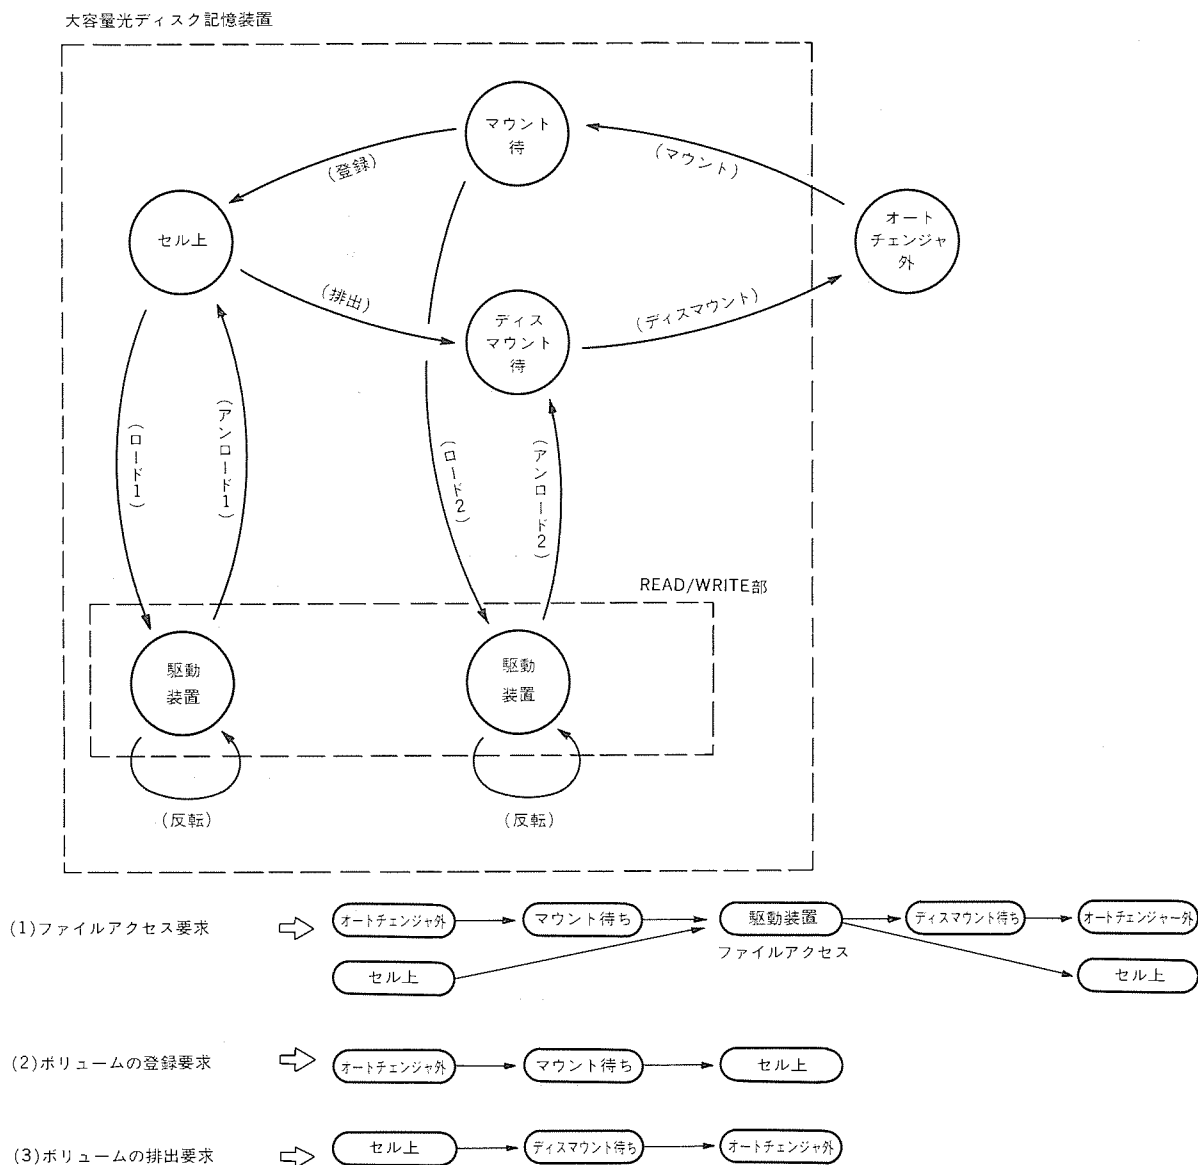 大容量光ディスク記憶装置
マウント
待
(マウント)
(登録)
セル上
オート
チェンジャ
外
(排出)
ディス
マウント
待
(ディスマウント)
(ロード1)
(アンロード1)
(ロード2)
(アンロード2)
READ/WRITE部
駆動
装置
駆動
装置
(反転)
(反転)
(1)ファイルアクセス要求
オートチェンジャ外
マウント待ち
駆動装置
ディスマウント待ち
オートチェンジャー外
ファイルアクセス
セル上
セル上
(2)ボリュームの登録要求
オートチェンジャ外
マウント待ち
セル上
(3)ボリュームの排出要求
セル上
ディスマウント待ち
オートチェンジャ外